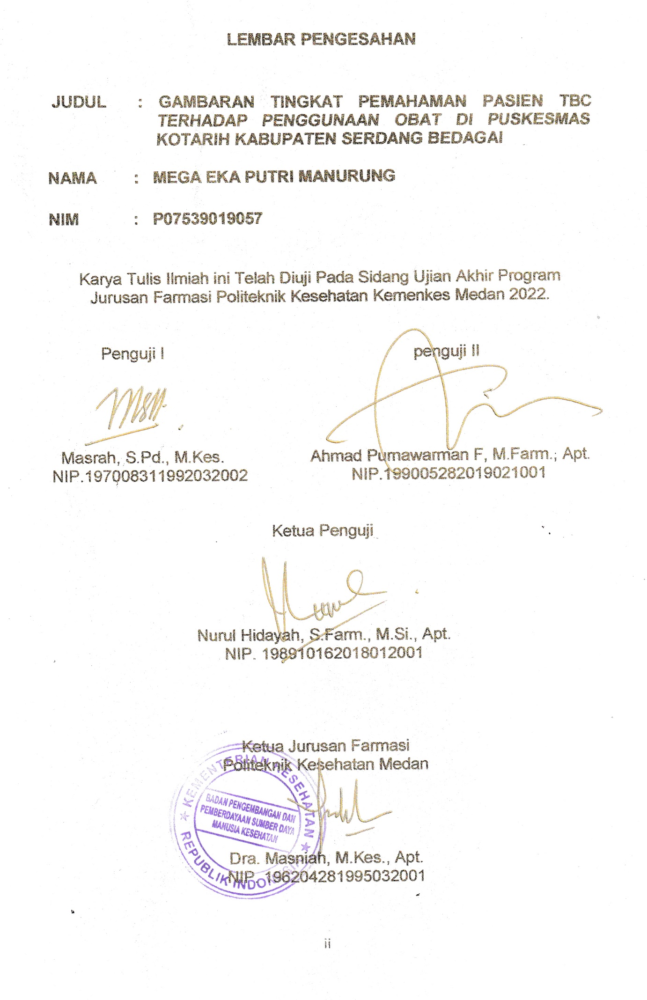 LEMBAR PENGESAHAN
JUDUL : GAMBARAN TINGKAT PEMAHAMAN PASIEN TBC
TERHADAP PENGGUNAAN OBAT DI PUSKESMAS
KOTARIH KABUPATEN SERDANG BEDAGAI
NAMA : MEGA EKA PUTRI MANURUNG
NIM : P07539019057
Karya Tulis Ilmiah ini Telah Diuji Pada Sidang Ujian Akhir Program
Jurusan Farmasi Politeknik Kesehatan Kemenkes Medan 2022.
Penguji I
penguji II
Masrah, S.Pd., M.Kes.
NIP.197008311992032002
Ahmad Purnawarman F, M.Farm., Apt.
NIP.199005282019021001
Ketua Penguji
Nurul Hidayah, S.Farm., M.Si., Apt.
NIP. 198910162018012001
Ketua Jurusan Farmasi
Politeknik Kesehatan Medan
KEMENTERIAN KESEHATAN
BADAN PENGEMBANGAN DAN
PEMBERDAYAAN SUMBER DAYA
MANUSIA KESEHATAN
REPUBLIK INDONESIA
Dra. Masniah, M.Kes., Apt.
NIP. 196204281995032001
ii